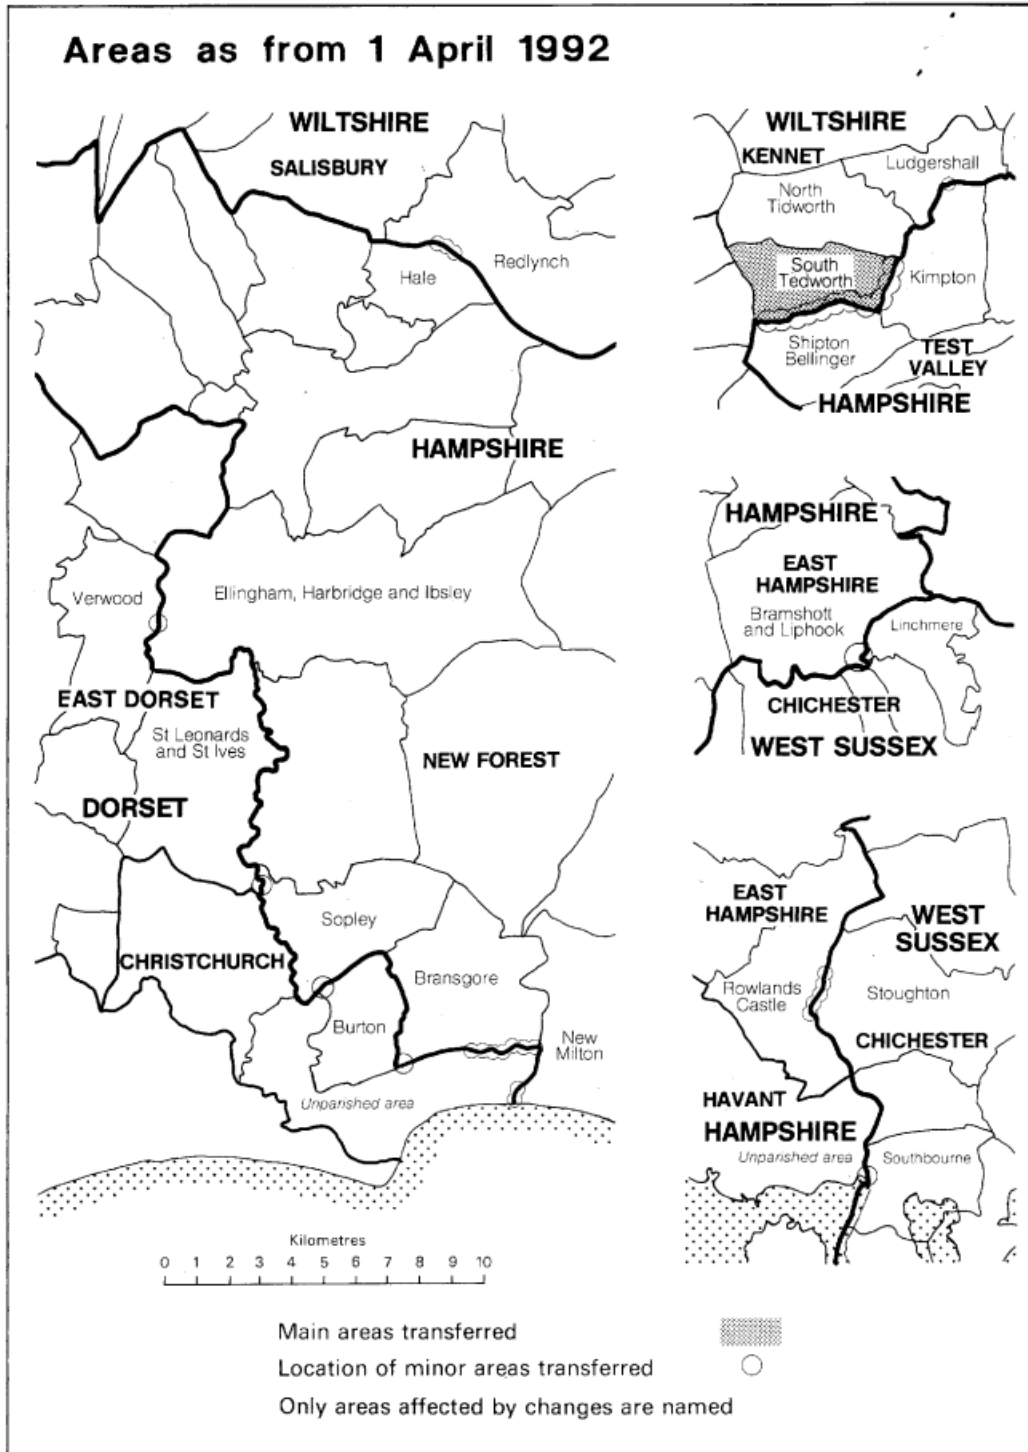 Areas as from 1 April 1992
WILTSHIRE
SALISBURY
Hale
Redlynch
HAMPSHIRE
Verwood
Ellingham, Harbridge and Ibsley
EAST DORSET
St Leonards
and St Ives
NEW FOREST
DORSET
Sopley
CHRISTCHURCH
Bransgore
Burton
New
Milton
Unparished area
WILTSHIRE
KENNET
Ludgershall
North
Tidworth
South
Tedworth
Kimpton
Shipton
Bellinger
TEST
VALLEY
HAMPSHIRE
HAMPSHIRE
EAST
HAMPSHIRE
Bramshott
and Liphook
Linchmere
CHICHESTER
WEST SUSSEX
EAST
HAMPSHIRE
WEST
SUSSEX
Rowlands
Castle
Stoughton
CHICHESTER
HAVANT
HAMPSHIRE
Unparished area
Southbourne
Kilometres
0 1 2 3 4 5 6 7 8 9 10
Main areas transferred
Location of minor areas transferred
Only areas affected by changes are named